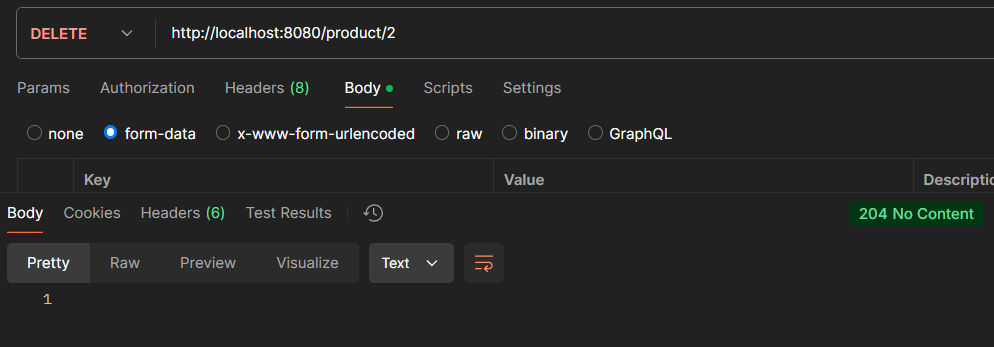 DELETE http://localhost:8080/product/2
Params Authorization Headers (8) Body Scripts Settings
none form-data x-www-form-urlencoded raw binary GraphQL
Key Value Descriptio
Body Cookies Headers (6) Test Results 204 No Content
Pretty Raw Preview Visualize Text
1